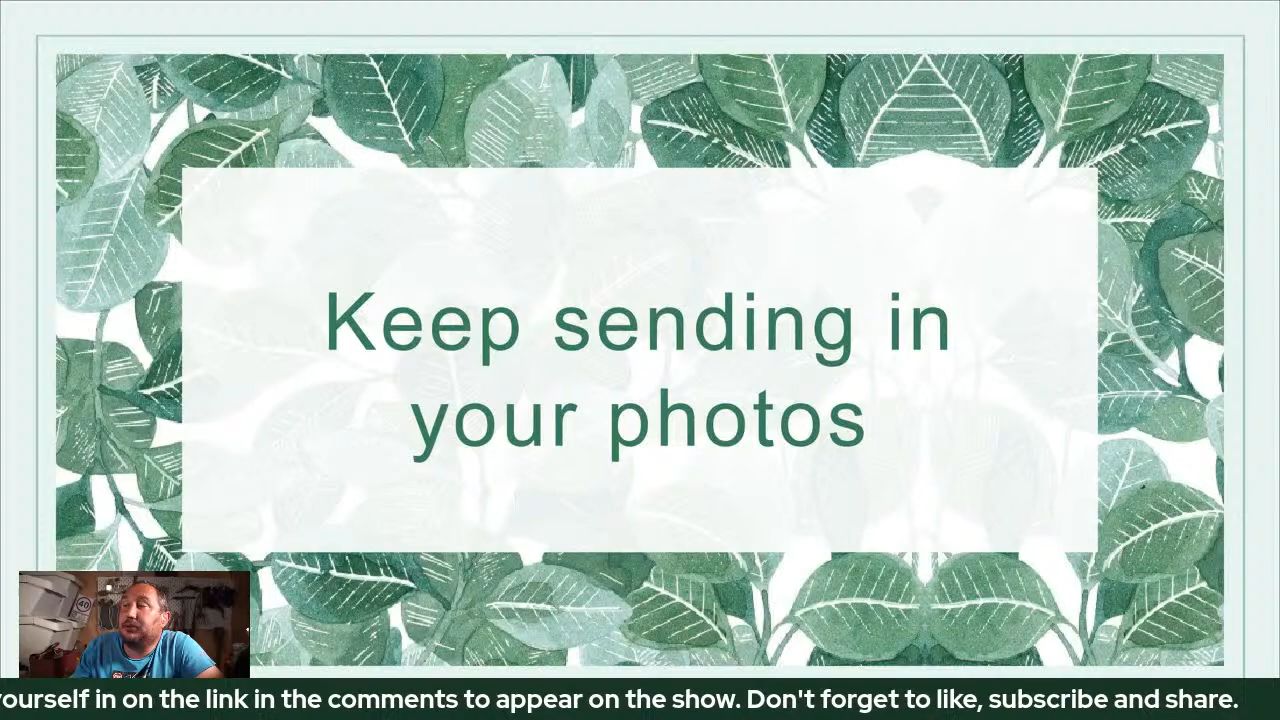 Keep sending in
your photos
40
yourself in on the link in the comments to appear on the show. Don't forget to like, subscribe and share.